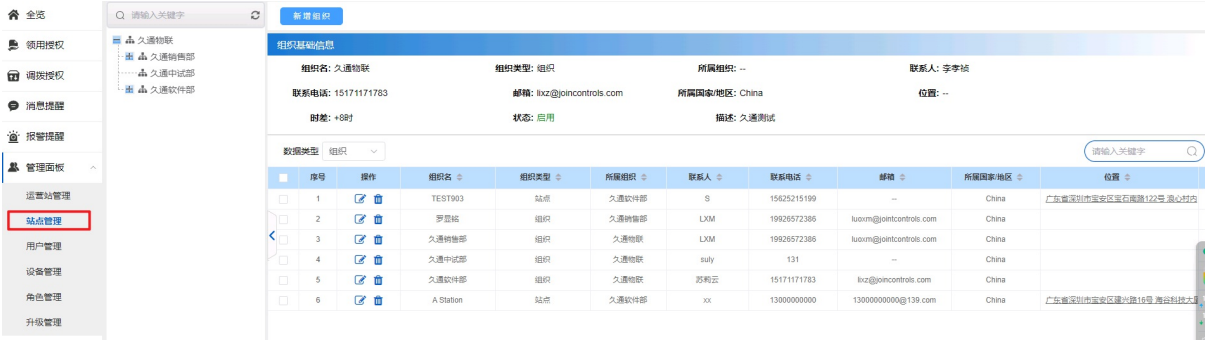 全览
领用授权
调拨授权
消息提醒
报警提醒
管理面板
运营站管理
站点管理
用户管理
设备管理
角色管理
升级管理
请输入关键字
久通物联
久通销售部
久通中试部
久通软件部
新增组织
组织基础信息
组织名: 久通物联 组织类型: 组织 所属组织: -- 联系人: 李孝祯
联系电话: 15171171783 邮箱: lixz@joincontrols.com 所属国家/地区: China 位置: --
时差: +8时 状态: 启用 描述: 久通测试
数据类型 组织 请输入关键字
序号 操作 组织名 组织类型 所属组织 联系人 联系电话 邮箱 所属国家/地区 位置
1 TEST903 站点 久通软件部 S 15625215199 -- China 广东省深圳市宝安区宝石南路122号 浪心村内
2 罗显铭 组织 久通销售部 LXM 19926572386 luoxm@jointcontrols.com China
3 久通销售部 组织 久通物联 LXM 19926572386 luoxm@jointcontrols.com China
4 久通中试部 组织 久通物联 suly 131 -- China
5 久通软件部 组织 久通物联 苏莉云 15171171783 lixz@joincontrols.com China
6 A Station 站点 久通软件部 xx 13000000000 13000000000@139.com China 广东省深圳市宝安区建兴路16号 海谷科技大厦